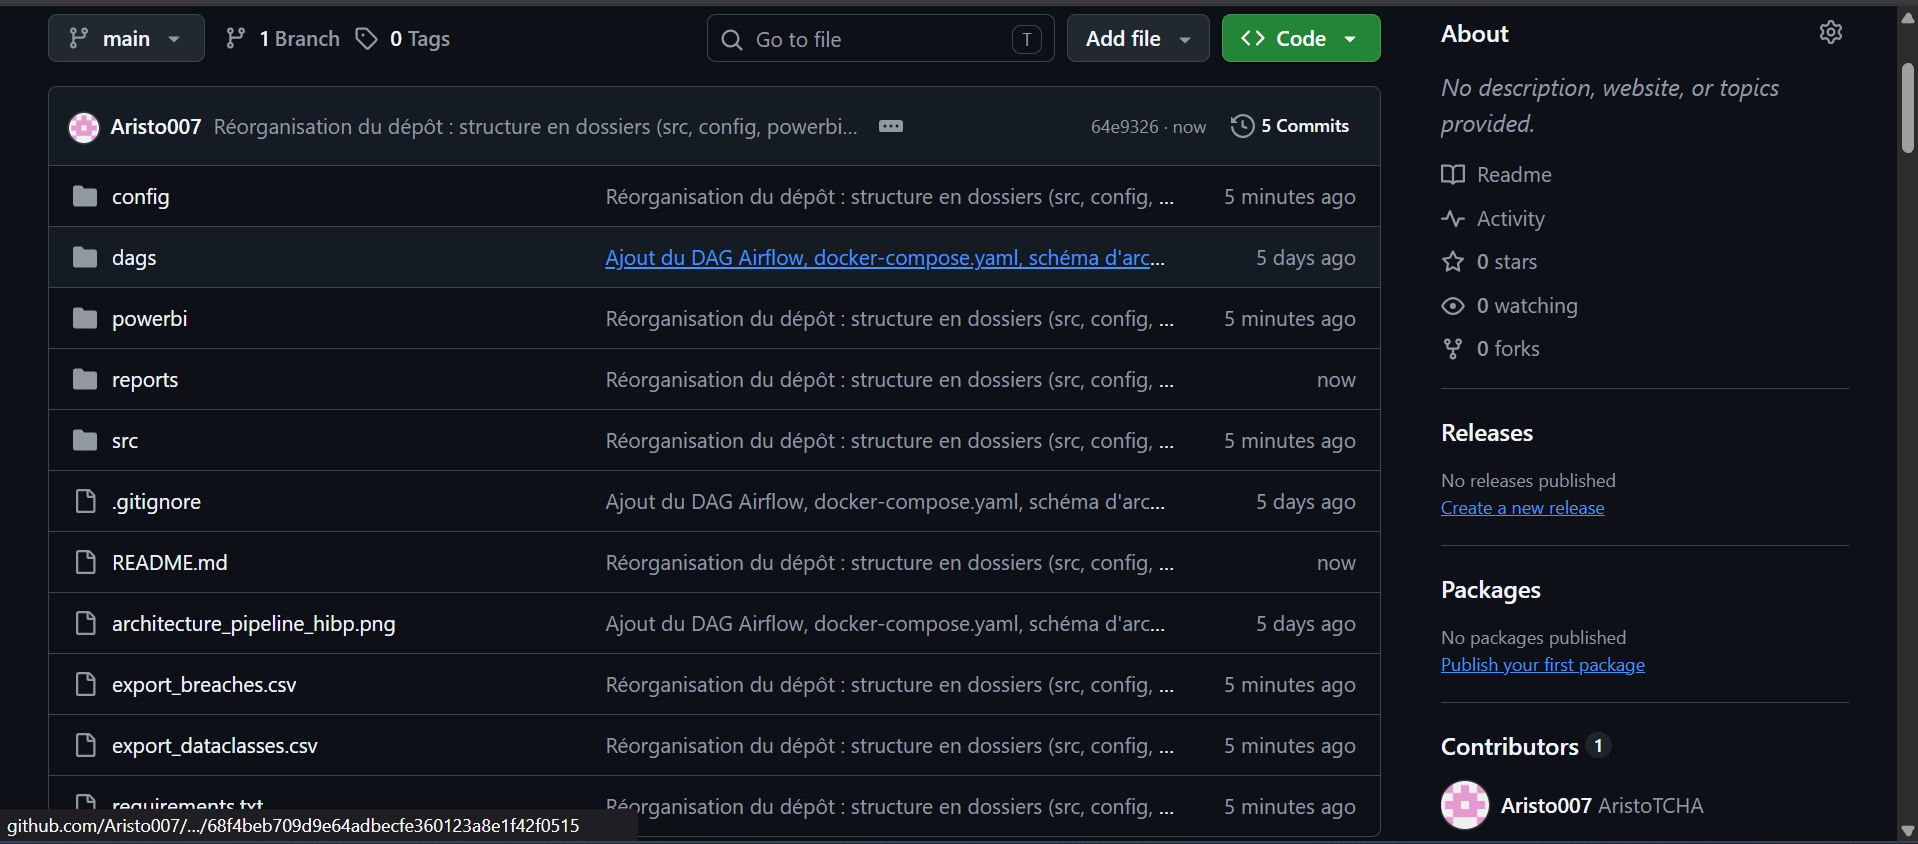 main 1 Branch 0 Tags Go to file T Add file Code
Aristo007 Réorganisation du dépôt : structure en dossiers (src, config, powerbi... 64e9326 · now 5 Commits
config Réorganisation du dépôt : structure en dossiers (src, config, ... 5 minutes ago
dags Ajout du DAG Airflow, docker-compose.yaml, schéma d'arc... 5 days ago
powerbi Réorganisation du dépôt : structure en dossiers (src, config, ... 5 minutes ago
reports Réorganisation du dépôt : structure en dossiers (src, config, ... now
src Réorganisation du dépôt : structure en dossiers (src, config, ... 5 minutes ago
.gitignore Ajout du DAG Airflow, docker-compose.yaml, schéma d'arc... 5 days ago
README.md Réorganisation du dépôt : structure en dossiers (src, config, ... now
architecture_pipeline_hibp.png Ajout du DAG Airflow, docker-compose.yaml, schéma d'arc... 5 days ago
export_breaches.csv Réorganisation du dépôt : structure en dossiers (src, config, ... 5 minutes ago
export_dataclasses.csv Réorganisation du dépôt : structure en dossiers (src, config, ... 5 minutes ago
requirements.txt Réorganisation du dépôt : structure en dossiers (src, config, ... 5 minutes ago
github.com/Aristo007/.../68f4beb709d9e64adbecfe360123a8e1f42f0515
About
No description, website, or topics
provided.
Readme
Activity
0 stars
0 watching
0 forks
Releases
No releases published
Create a new release
Packages
No packages published
Publish your first package
Contributors 1
Aristo007 AristoTCHA